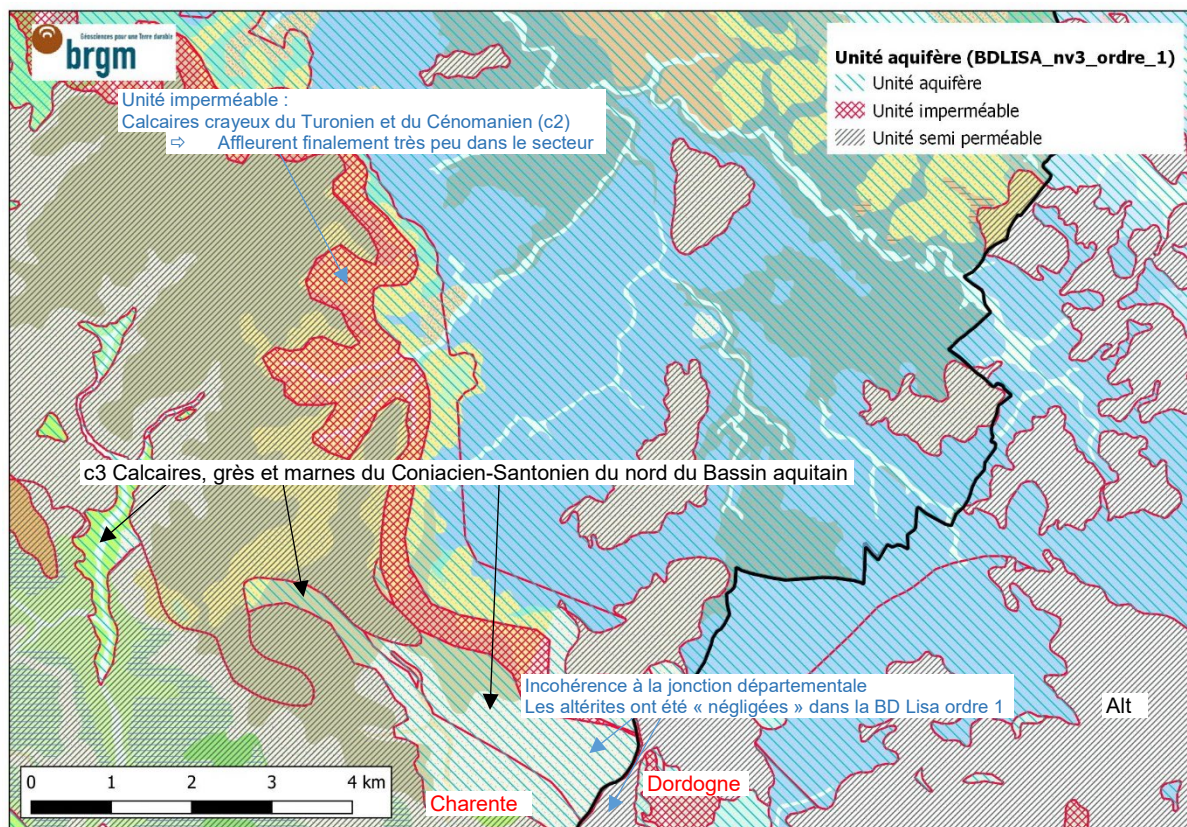 Géosciences pour une Terre durable
brgm
Unité aquifère (BDLISA_nv3_ordre_1)
Unité aquifère
Unité imperméable
Unité semi perméable
Unité imperméable :
Calcaires crayeux du Turonien et du Cénomanien (c2)
⇨ Affleurent finalement très peu dans le secteur
c3 Calcaires, grès et marnes du Coniacien-Santonien du nord du Bassin aquitain
Incohérence à la jonction départementale
Les altérites ont été « négligées » dans la BD Lisa ordre 1
Alt
0 1 2 3 4 km
Charente
Dordogne